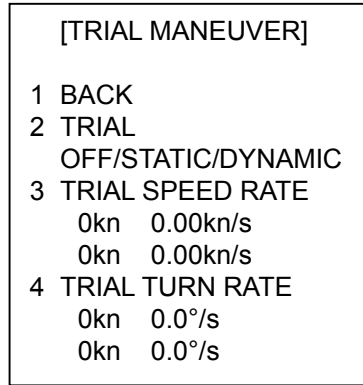 [TRIAL MANEUVER]
1 BACK
2 TRIAL
OFF/STATIC/DYNAMIC
3 TRIAL SPEED RATE
0kn 0.00kn/s
0kn 0.00kn/s
4 TRIAL TURN RATE
0kn 0.0°/s
0kn 0.0°/s